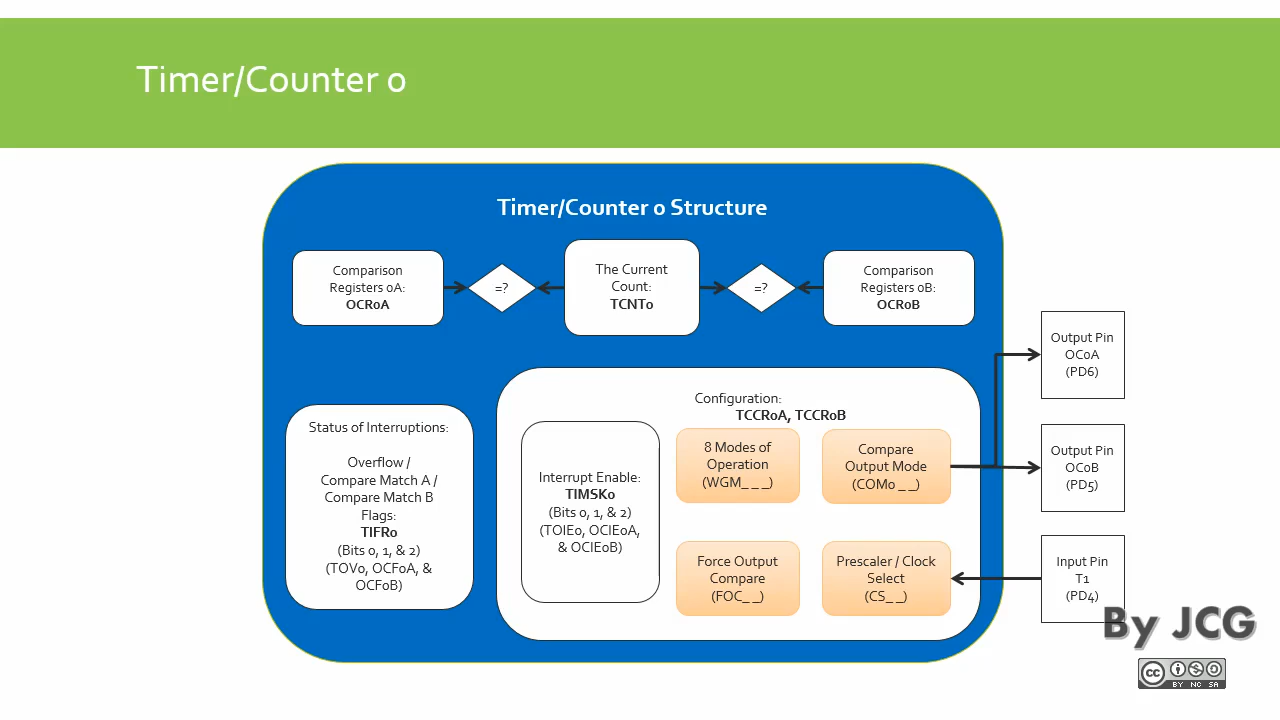 Timer/Counter 0
Timer/Counter 0 Structure
Comparison
Registers 0A:
OCR0A
=?
The Current
Count:
TCNT0
=?
Comparison
Registers 0B:
OCR0B
Output Pin
OC0A
(PD6)
Configuration:
TCCR0A, TCCR0B
Status of Interruptions:
Overflow /
Compare Match A /
Compare Match B
Flags:
TIFR0
(Bits 0, 1, & 2)
(TOV0, OCF0A, &
OCF0B)
Interrupt Enable:
TIMSK0
(Bits 0, 1, & 2)
(TOIE0, OCIE0A,
& OCIE0B)
8 Modes of
Operation
(WGM_ _ _)
Compare
Output Mode
(COM0 _ _)
Output Pin
OC0B
(PD5)
Force Output
Compare
(FOC_ _)
Prescaler / Clock
Select
(CS_ _)
Input Pin
T1
(PD4)
By JCG
cc
BY NC SA